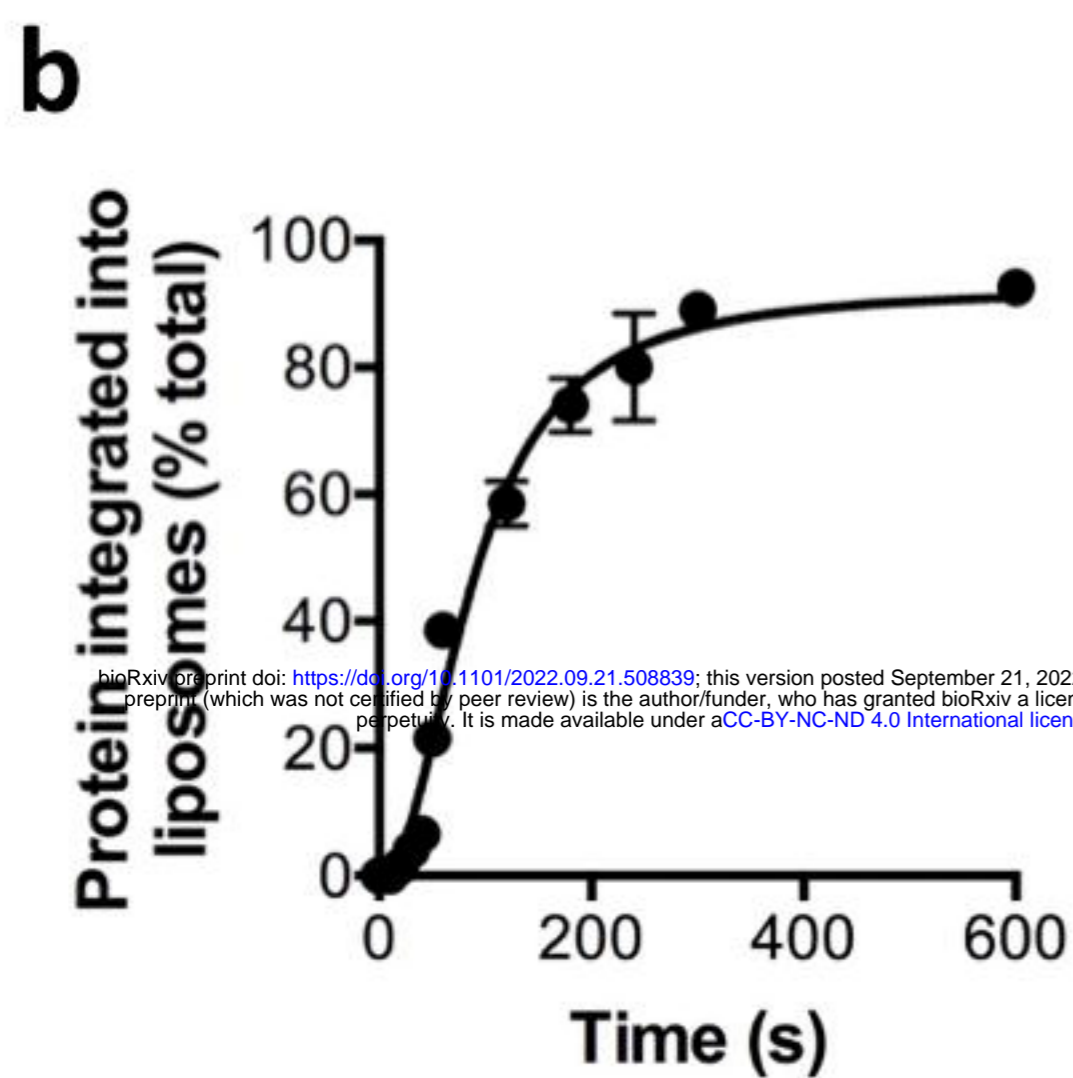 b
Protein integrated into
liposomes (% total)
100
80
60
40
20
0
bioRxiv preprint doi: https://doi.org/10.1101/2022.09.21.508839; this version posted September 21, 202
preprint (which was not certified by peer review) is the author/funder, who has granted bioRxiv a licen
perpetuity. It is made available under aCC-BY-NC-ND 4.0 International licen
0 200 400 600
Time (s)